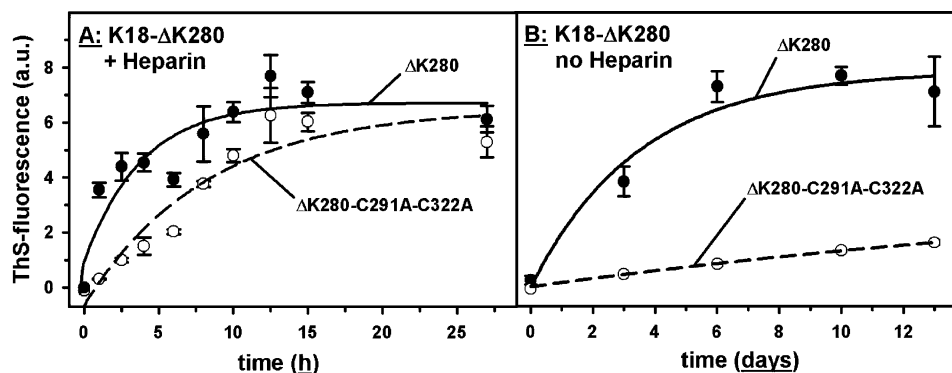 A: K18-ΔK280
+ Heparin
ΔK280
ΔK280-C291A-C322A
ThS-fluorescence (a.u.)
8
6
4
2
0
0 5 10 15 20 25
time (h)
B: K18-ΔK280
no Heparin
ΔK280
ΔK280-C291A-C322A
0 2 4 6 8 10 12
time (days)